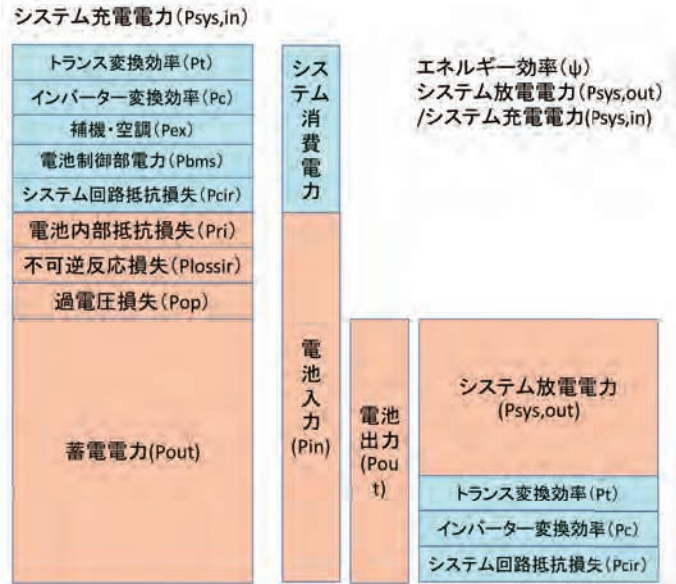 システム充電電力(Psys,in)
トランス変換効率(Pt)
インバーター変換効率(Pc)
補機・空調(Pex)
電池制御部電力(Pbms)
システム回路抵抗損失(Pcir)
電池内部抵抗損失(Pri)
不可逆反応損失(Plossir)
過電圧損失(Pop)
蓄電電力(Pout)
シス
テム
消
費
電
力
電
池
入
力
(Pin)
電池
出力
(Pou
t)
エネルギー効率(ψ)
システム放電電力(Psys,out)
/システム充電電力(Psys,in)
システム放電電力
(Psys,out)
トランス変換効率(Pt)
インバーター変換効率(Pc)
システム回路抵抗損失(Pcir)